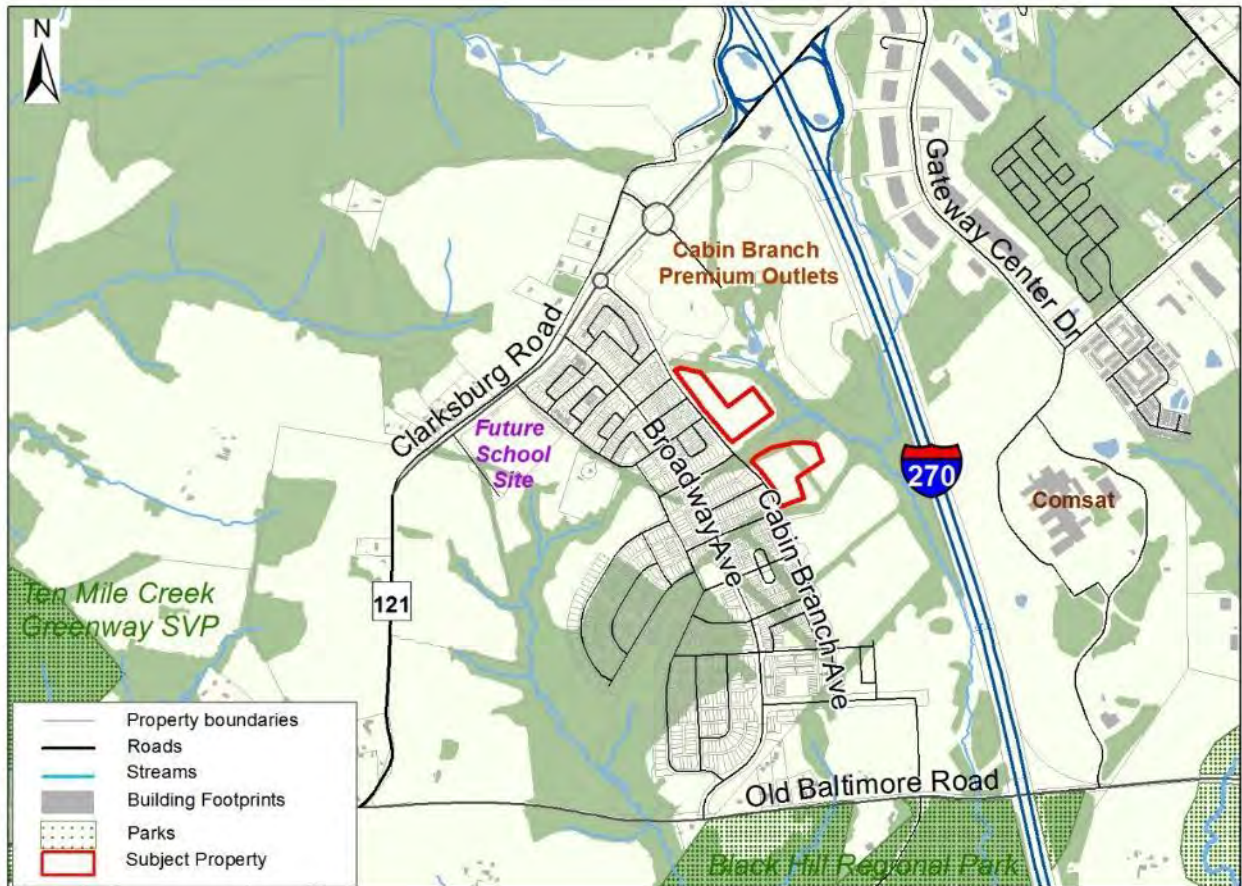 N
Gateway Center Dr
Cabin Branch
Premium Outlets
Clarksburg Road
Future
School
Site
Broadway Ave
Cabin Branch Ave
270
Comsat
Ten Mile Creek
Greenway SVP
121
Property boundaries
Roads
Streams
Building Footprints
Parks
Subject Property
Old Baltimore Road
Black Hill Regional Park